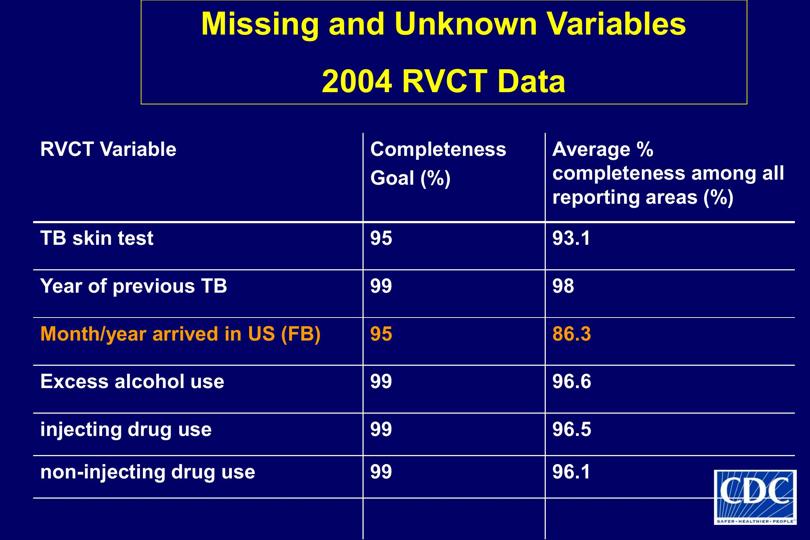 Missing and Unknown Variables
2004 RVCT Data
RVCT Variable
Completeness
Goal (%)
Average %
completeness among all
reporting areas (%)
TB skin test 95 93.1
Year of previous TB 99 98
Month/year arrived in US (FB) 95 86.3
Excess alcohol use 99 96.6
injecting drug use 99 96.5
non-injecting drug use 99 96.1
CDC
SAFER • HEALTHIER • PEOPLE™